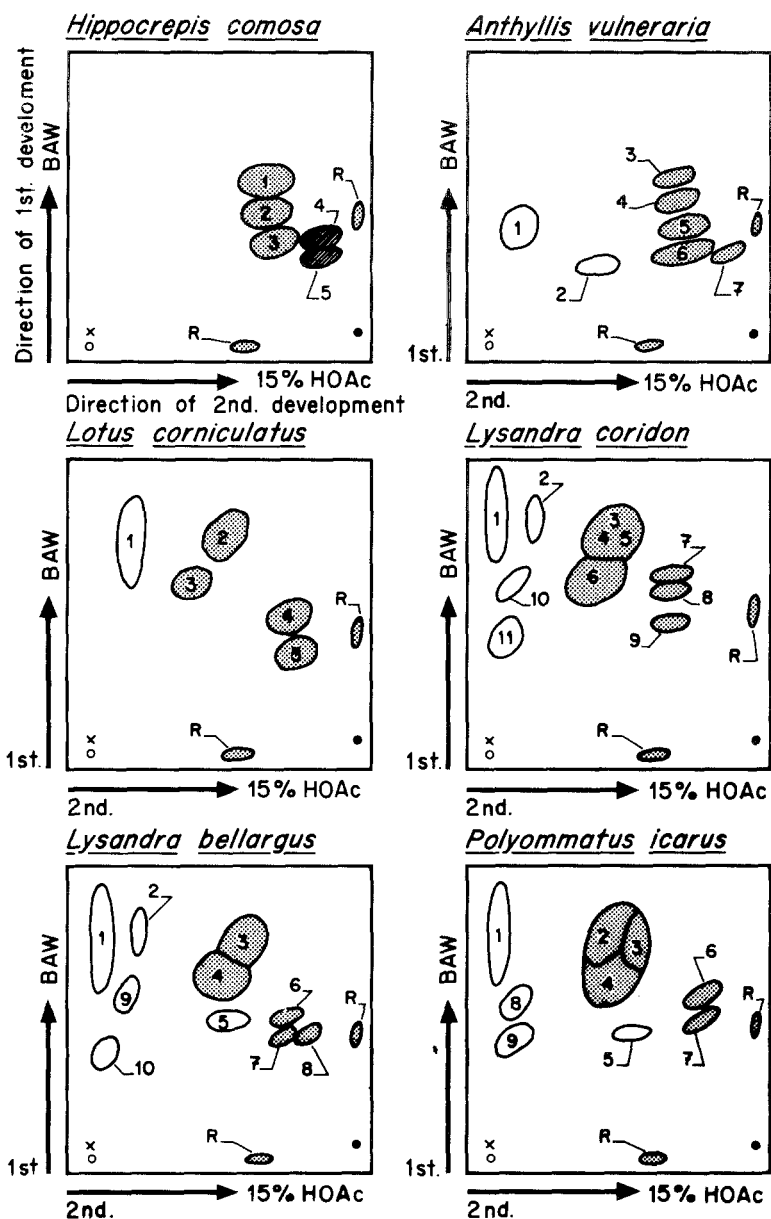 Hippocrepis comosa
Direction of 1st. development
BAW
1
2
3
4
5
R
R
x
o
15% HOAc
Direction of 2nd. development
Anthyllis vulneraria
BAW
3
4
R
1
5
6
2
7
R
x
o
1st.
15% HOAc
2nd.
Lotus corniculatus
BAW
1
2
3
4
R
5
R
x
o
1st.
15% HOAc
2nd.
Lysandra coridon
BAW
1
2
3
4 5
7
6
10
8
11
9
R
R
x
o
1st.
15% HOAc
2nd.
Lysandra bellargus
BAW
2
1
3
4
9
6
R
5
10
7
8
R
x
o
1st
15% HOAc
2nd.
Polyommatus icarus
BAW
1
2
3
6
4
8
R
9
5
7
R
x
o
1st.
15% HOAc
2nd.